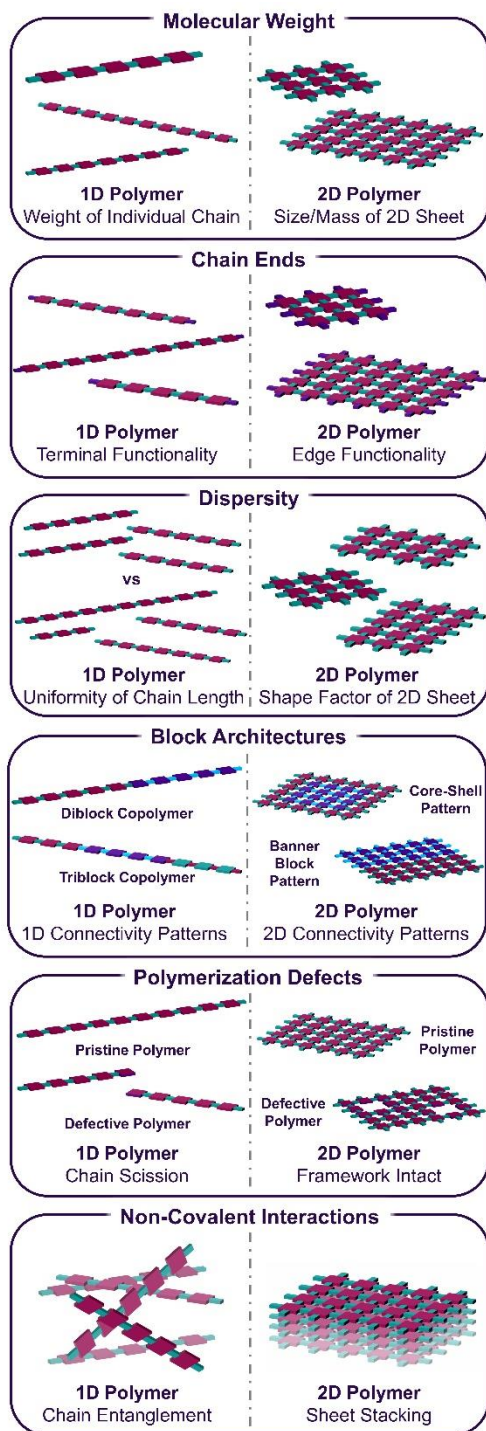 Molecular Weight
1D Polymer
Weight of Individual Chain
2D Polymer
Size/Mass of 2D Sheet
Chain Ends
1D Polymer
Terminal Functionality
2D Polymer
Edge Functionality
Dispersity
vs
1D Polymer
Uniformity of Chain Length
2D Polymer
Shape Factor of 2D Sheet
Block Architectures
Diblock Copolymer
Triblock Copolymer
1D Polymer
1D Connectivity Patterns
Core-Shell
Pattern
Banner
Block
Pattern
2D Polymer
2D Connectivity Patterns
Polymerization Defects
Pristine Polymer
Defective Polymer
1D Polymer
Chain Scission
Pristine
Polymer
Defective
Polymer
2D Polymer
Framework Intact
Non-Covalent Interactions
1D Polymer
Chain Entanglement
2D Polymer
Sheet Stacking